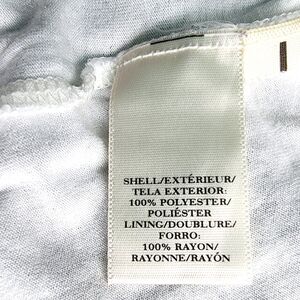 SHELL/EXTÉRIEUR/
TELA EXTERIOR:
100% POLYESTER/
POLIÉSTER
LINING/DOUBLURE/
FORRO:
100% RAYON/
RAYONNE/RAYÓN